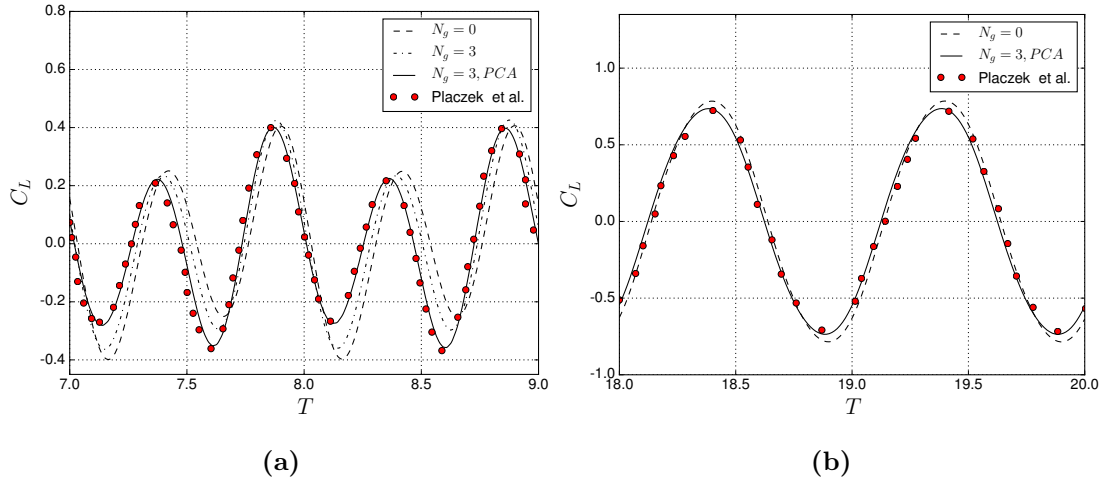 0.8
0.6
0.4
0.2
0.0
-0.2
-0.4
C_L
7.0
7.5
8.0
8.5
9.0
T
N_g = 0
N_g = 3
N_g = 3, PCA
Placzek et al.
(a)
1.0
0.5
0.0
-0.5
-1.0
C_L
18.0
18.5
19.0
19.5
20.0
T
N_g = 0
N_g = 3, PCA
Placzek et al.
(b)